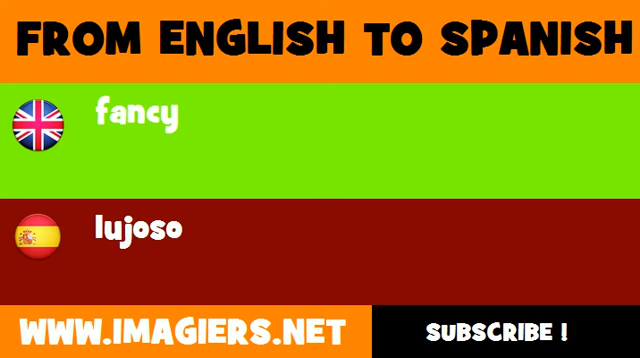 FROM ENGLISH TO SPANISH
fancy
lujoso
WWW.IMAGIERS.NET
SUBSCRIBE !